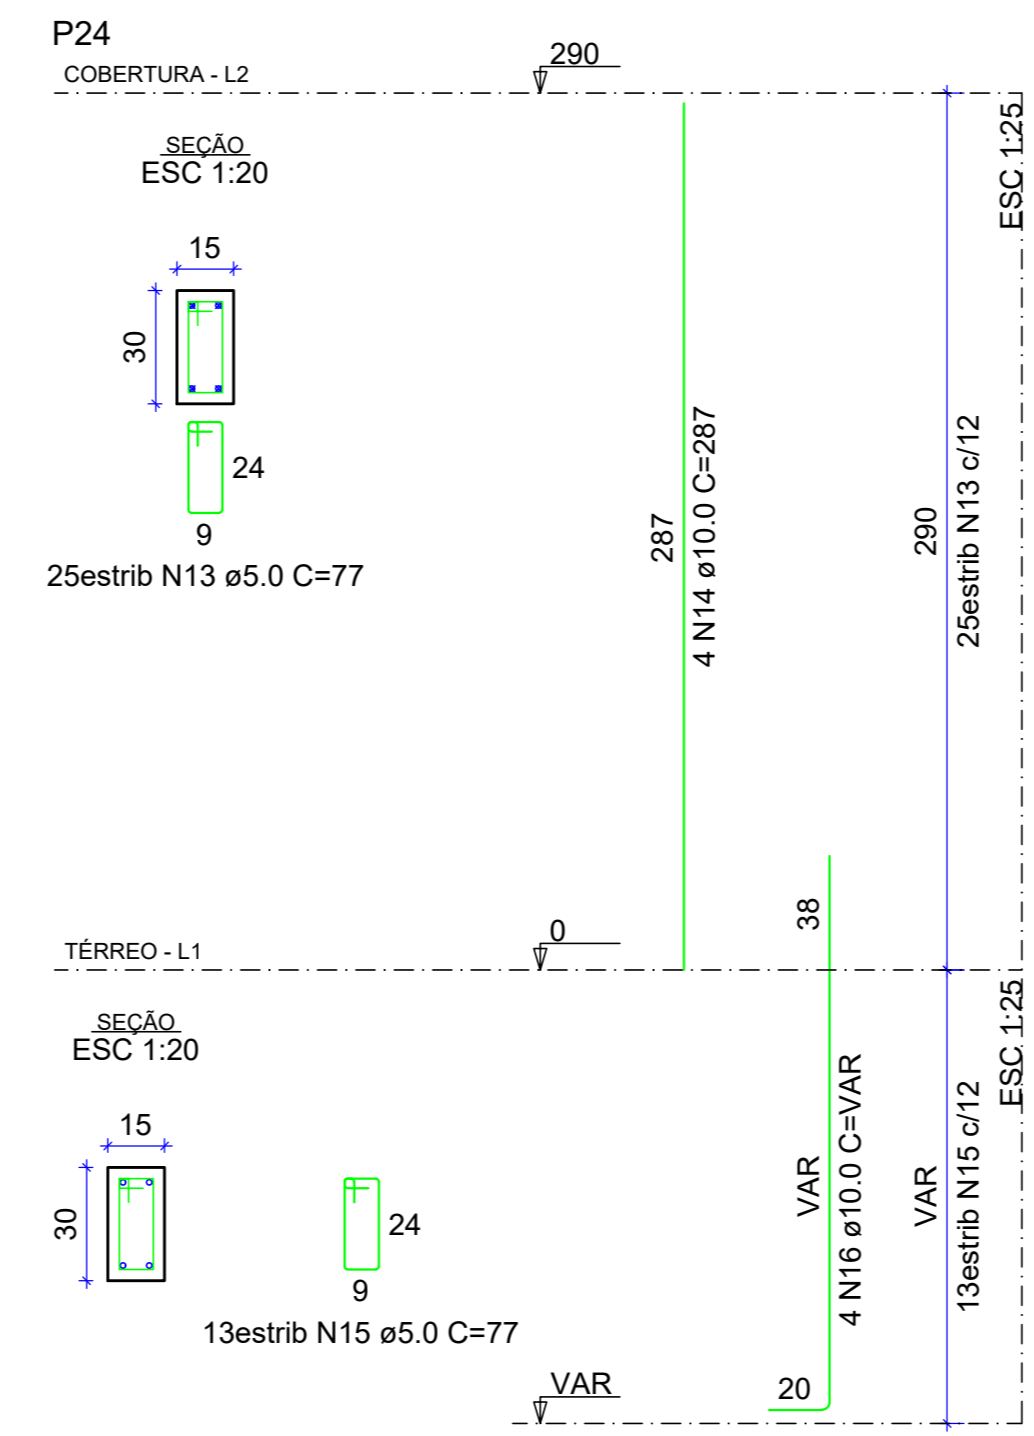 P24
COBERTURA - L2
290
ESC 1:25
SEÇÃO
ESC 1:20
15
30
24
9
25estrib N13 ø5.0 C=77
287
4 N14 ø10.0 C=287
290
25estrib N13 c/12
38
TÉRREO - L1
0
ESC 1:25
SEÇÃO
ESC 1:20
15
30
24
9
13estrib N15 ø5.0 C=77
VAR
4 N16 ø10.0 C=VAR
VAR
13estrib N15 c/12
20
VAR